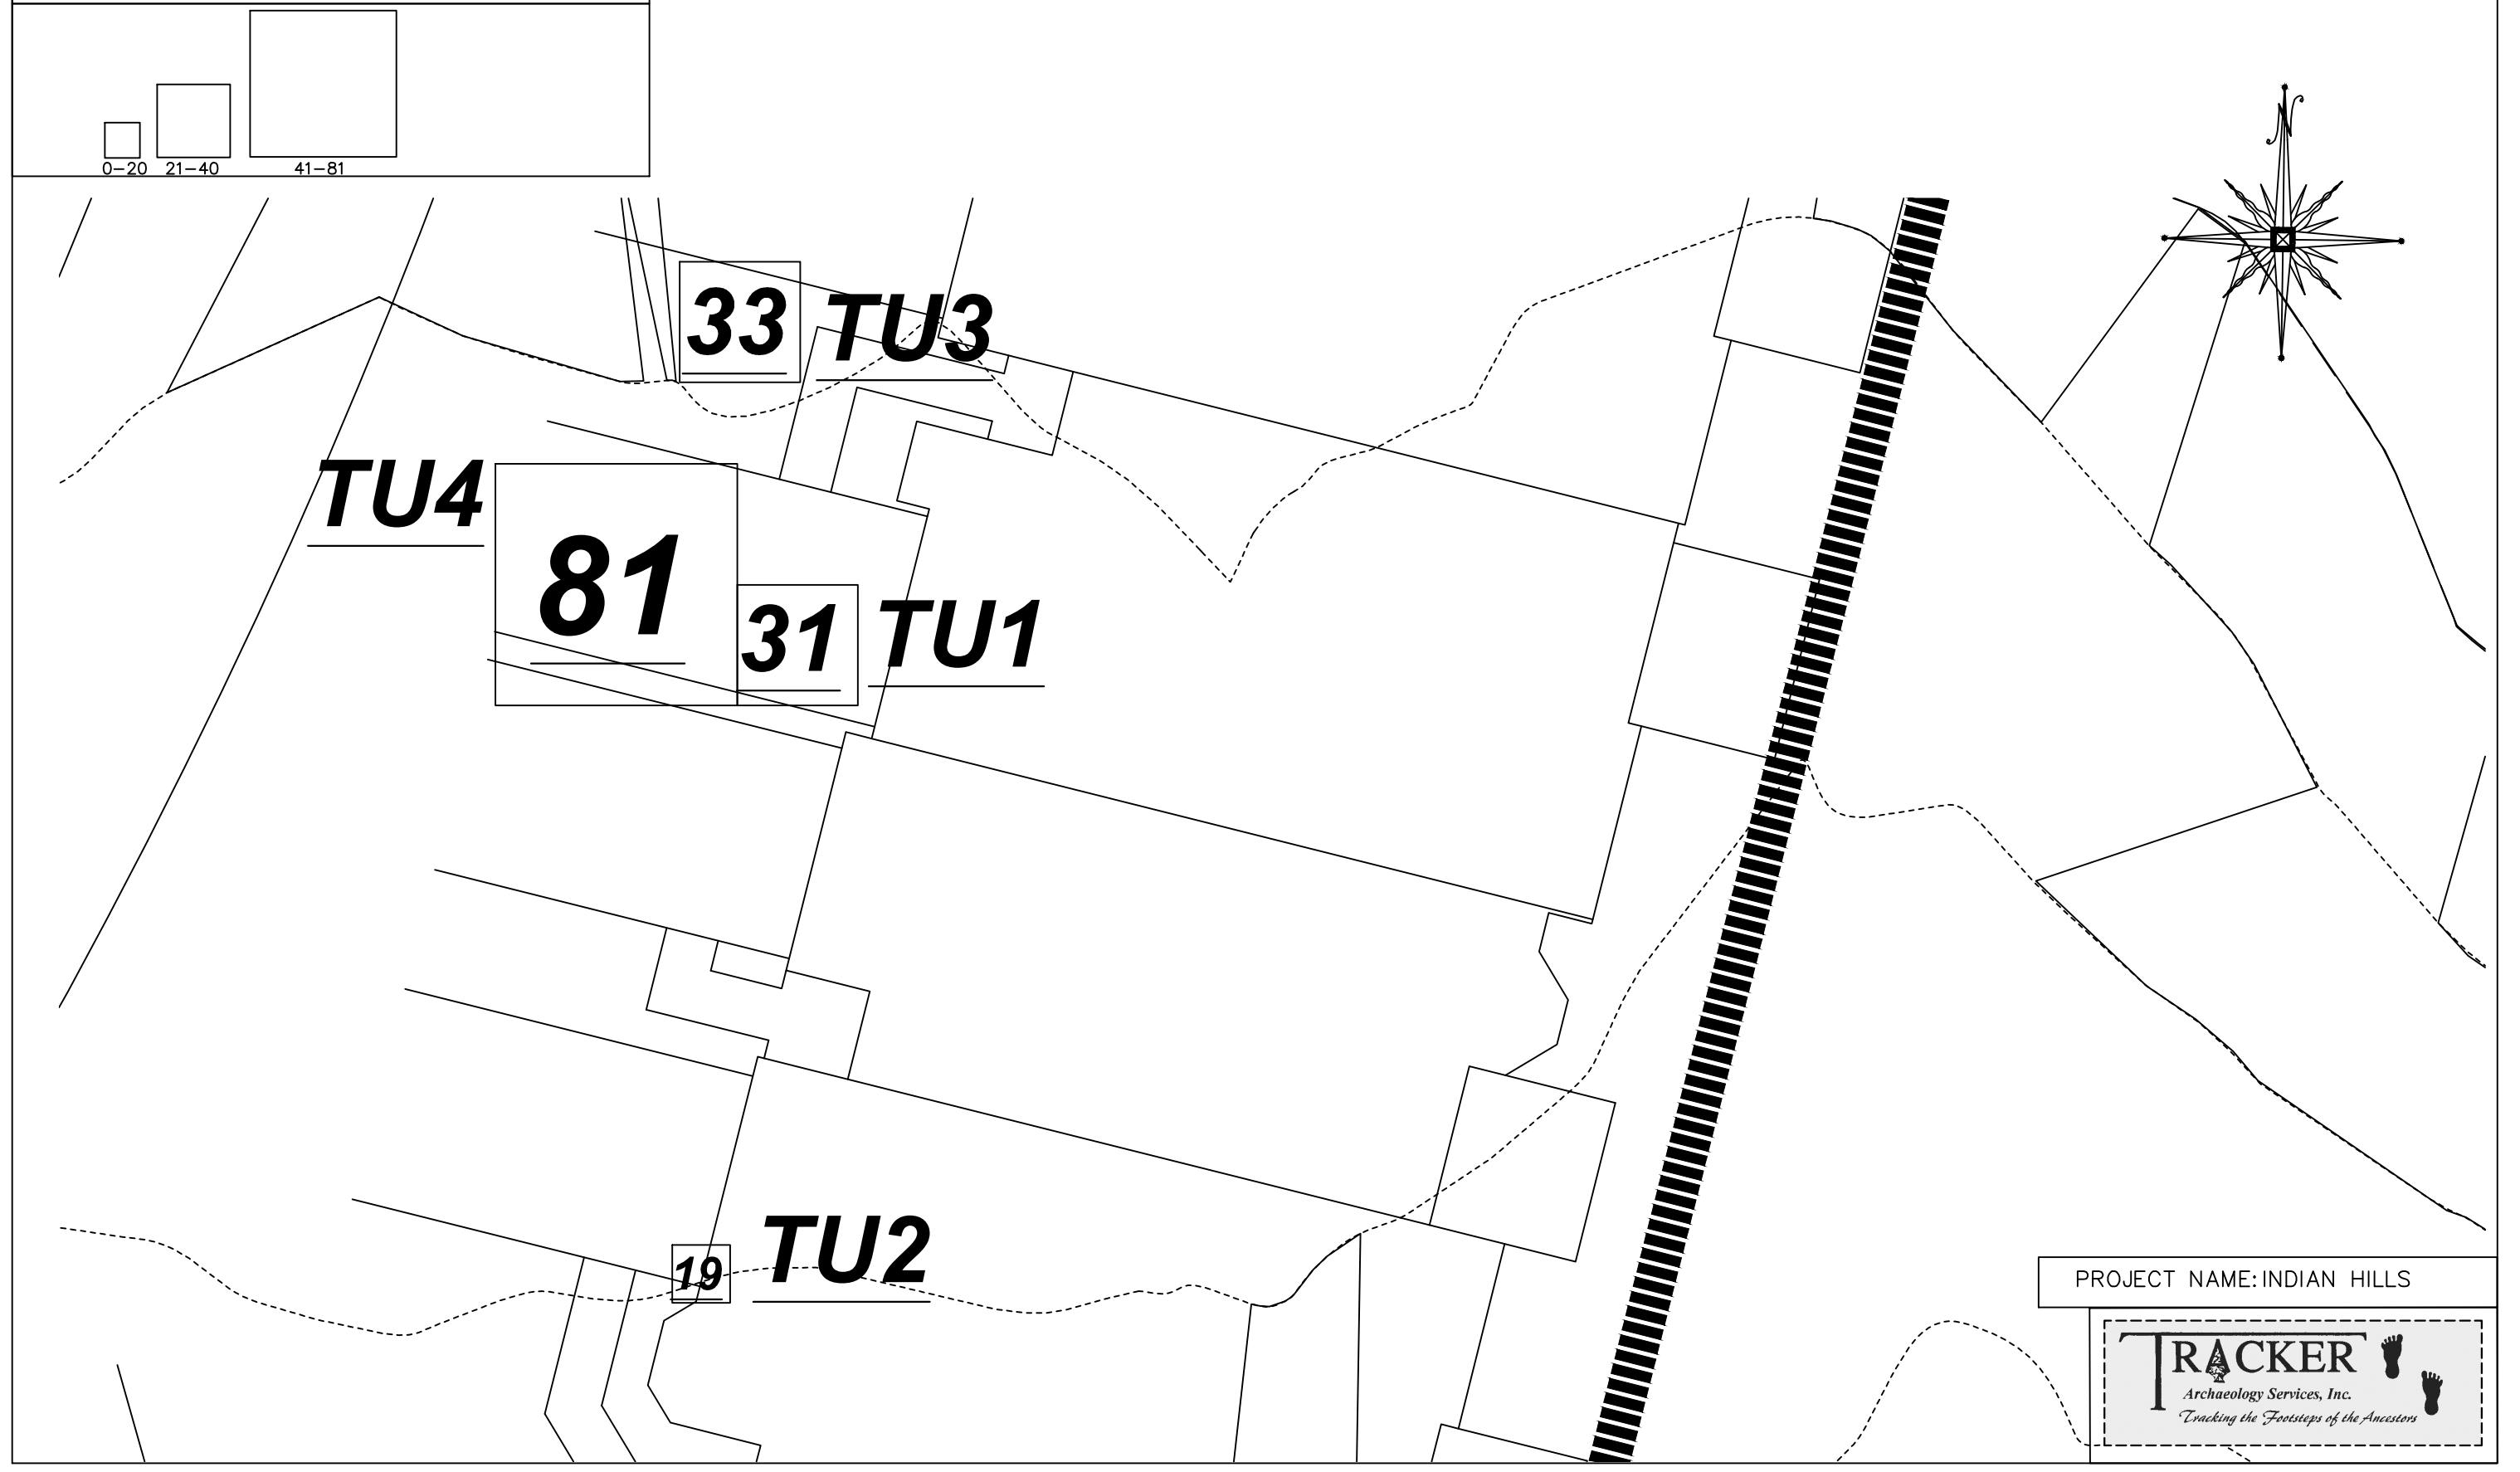 0-20 21-40 41-81
N
33 TU3
TU4
81
31 TU1
19 TU2
PROJECT NAME: INDIAN HILLS
TRACKER
Archaeology Services, Inc.
Tracking the Footsteps of the Ancestors